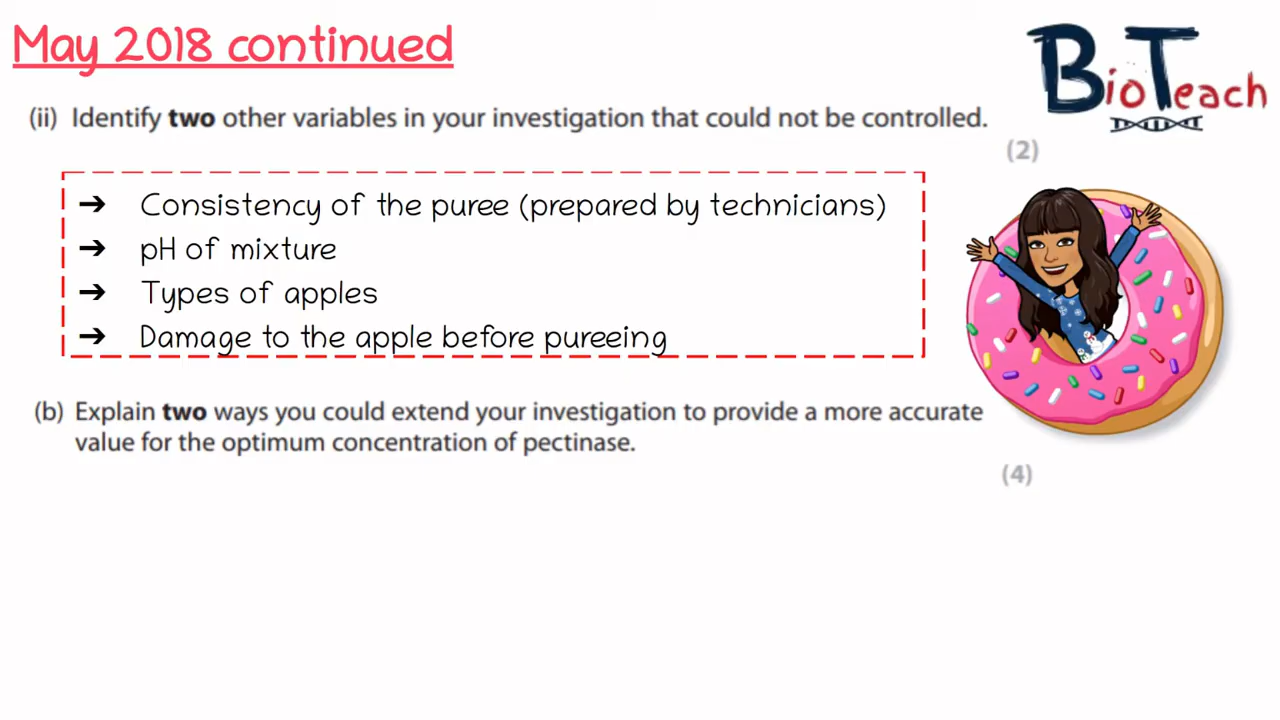 May 2018 continued
BioTeach
(ii) Identify two other variables in your investigation that could not be controlled.
(2)
➔ Consistency of the puree (prepared by technicians)
➔ pH of mixture
➔ Types of apples
➔ Damage to the apple before pureeing
(b) Explain two ways you could extend your investigation to provide a more accurate
value for the optimum concentration of pectinase.
(4)